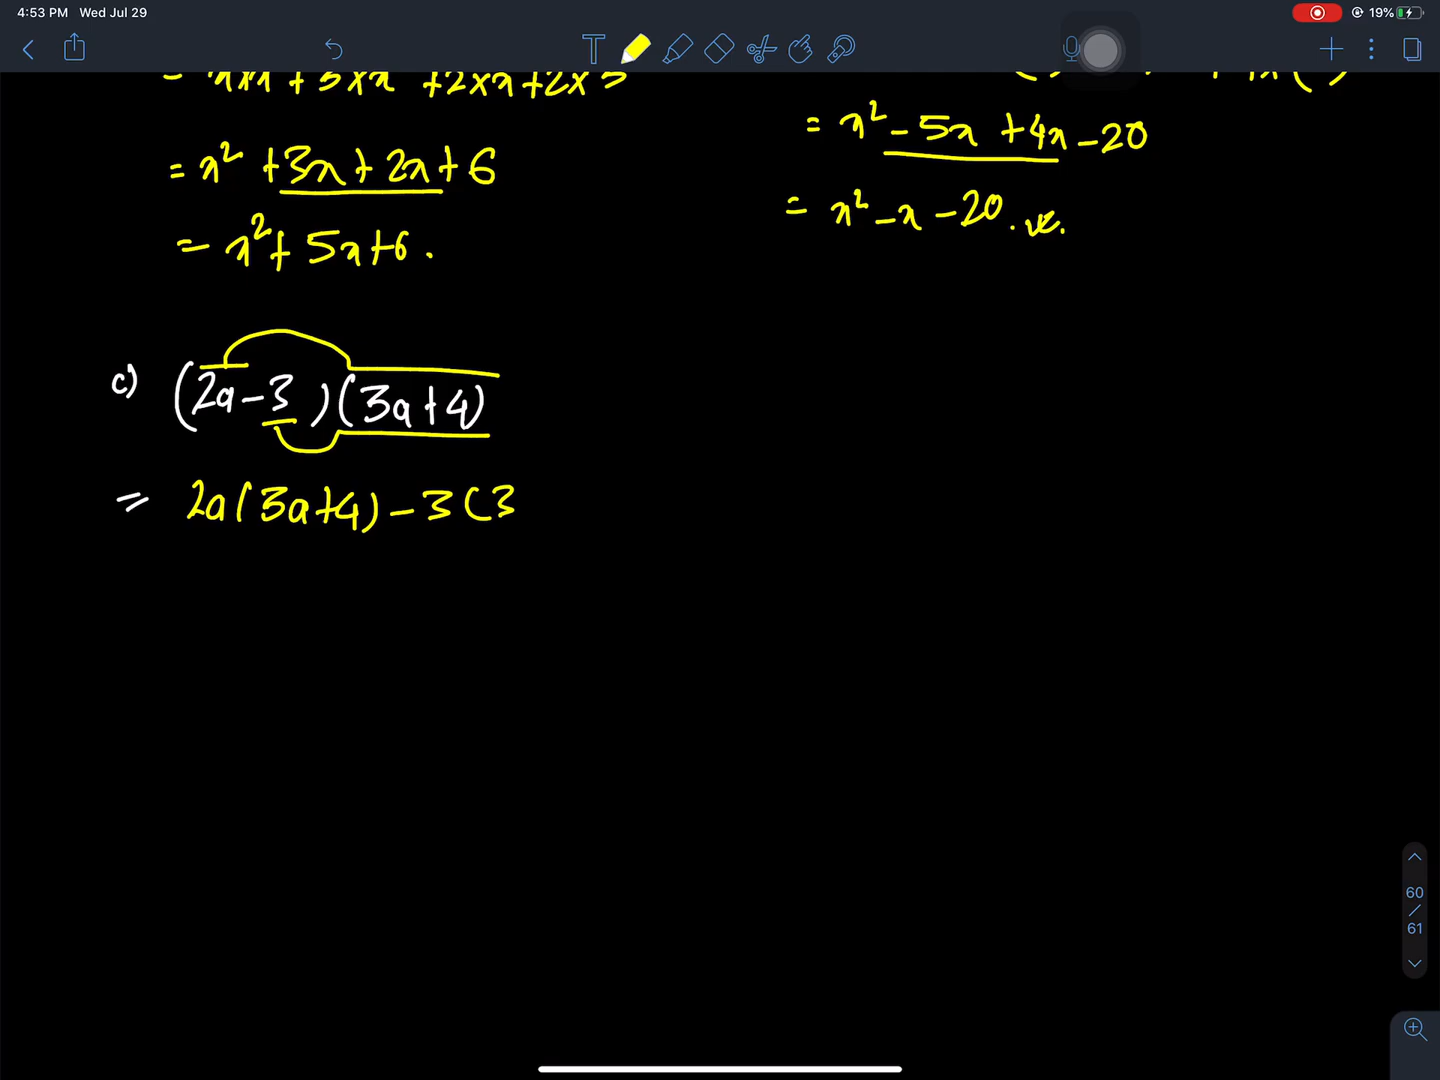 4:53 PM Wed Jul 29
19%
= x² + 3x + 2x + 6
= x² + 5x + 6 .
= x² - 5x + 4x - 20
= x² - x - 20 .
c) (2a - 3)(3a + 4)
= 2a(3a + 4) - 3(3
60
/
61